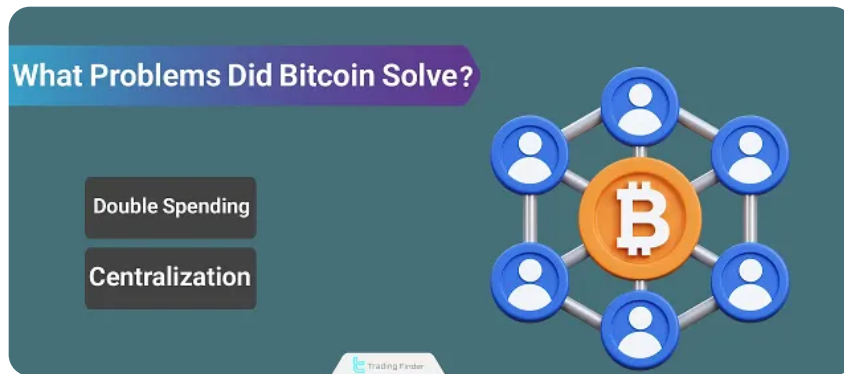 What Problems Did Bitcoin Solve?
Double Spending
Centralization
Trading Finder